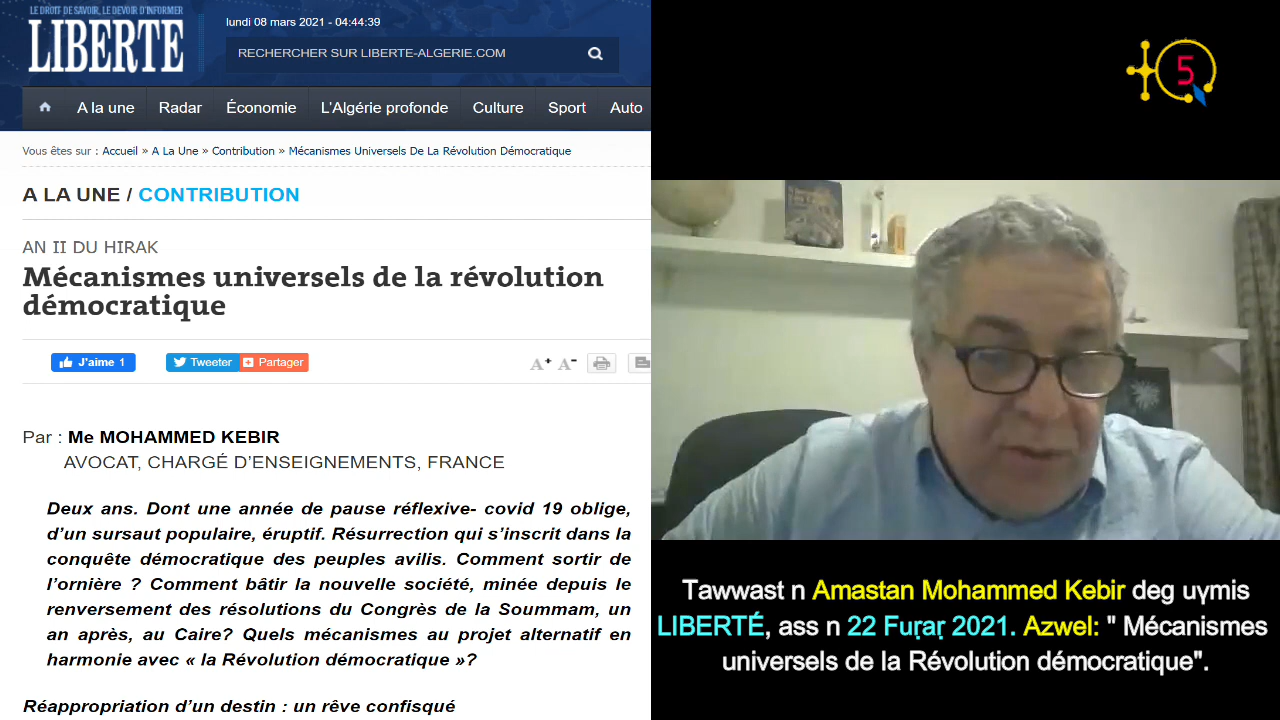 LE DROIT DE SAVOIR, LE DEVOIR D'INFORMER
LIBERTE
lundi 08 mars 2021 - 04:44:39
RECHERCHER SUR LIBERTE-ALGERIE.COM
A la une Radar Économie L'Algérie profonde Culture Sport Auto
Vous êtes sur : Accueil » A La Une » Contribution » Mécanismes Universels De La Révolution Démocratique
A LA UNE / CONTRIBUTION
AN II DU HIRAK
Mécanismes universels de la révolution
démocratique
J'aime 1 Tweeter Partager A+ A-
Par : Me MOHAMMED KEBIR
AVOCAT, CHARGÉ D'ENSEIGNEMENTS, FRANCE
Deux ans. Dont une année de pause réflexive- covid 19 oblige,
d'un sursaut populaire, éruptif. Résurrection qui s'inscrit dans la
conquête démocratique des peuples avilis. Comment sortir de
l'ornière ? Comment bâtir la nouvelle société, minée depuis le
renversement des résolutions du Congrès de la Soummam, un
an après, au Caire? Quels mécanismes au projet alternatif en
harmonie avec « la Révolution démocratique »?
Réappropriation d'un destin : un rêve confisqué
5
Tawwast n Amastan Mohammed Kebir deg uɣmis
LIBERTÉ, ass n 22 Fuṛaṛ 2021. Azwel: " Mécanismes
universels de la Révolution démocratique".